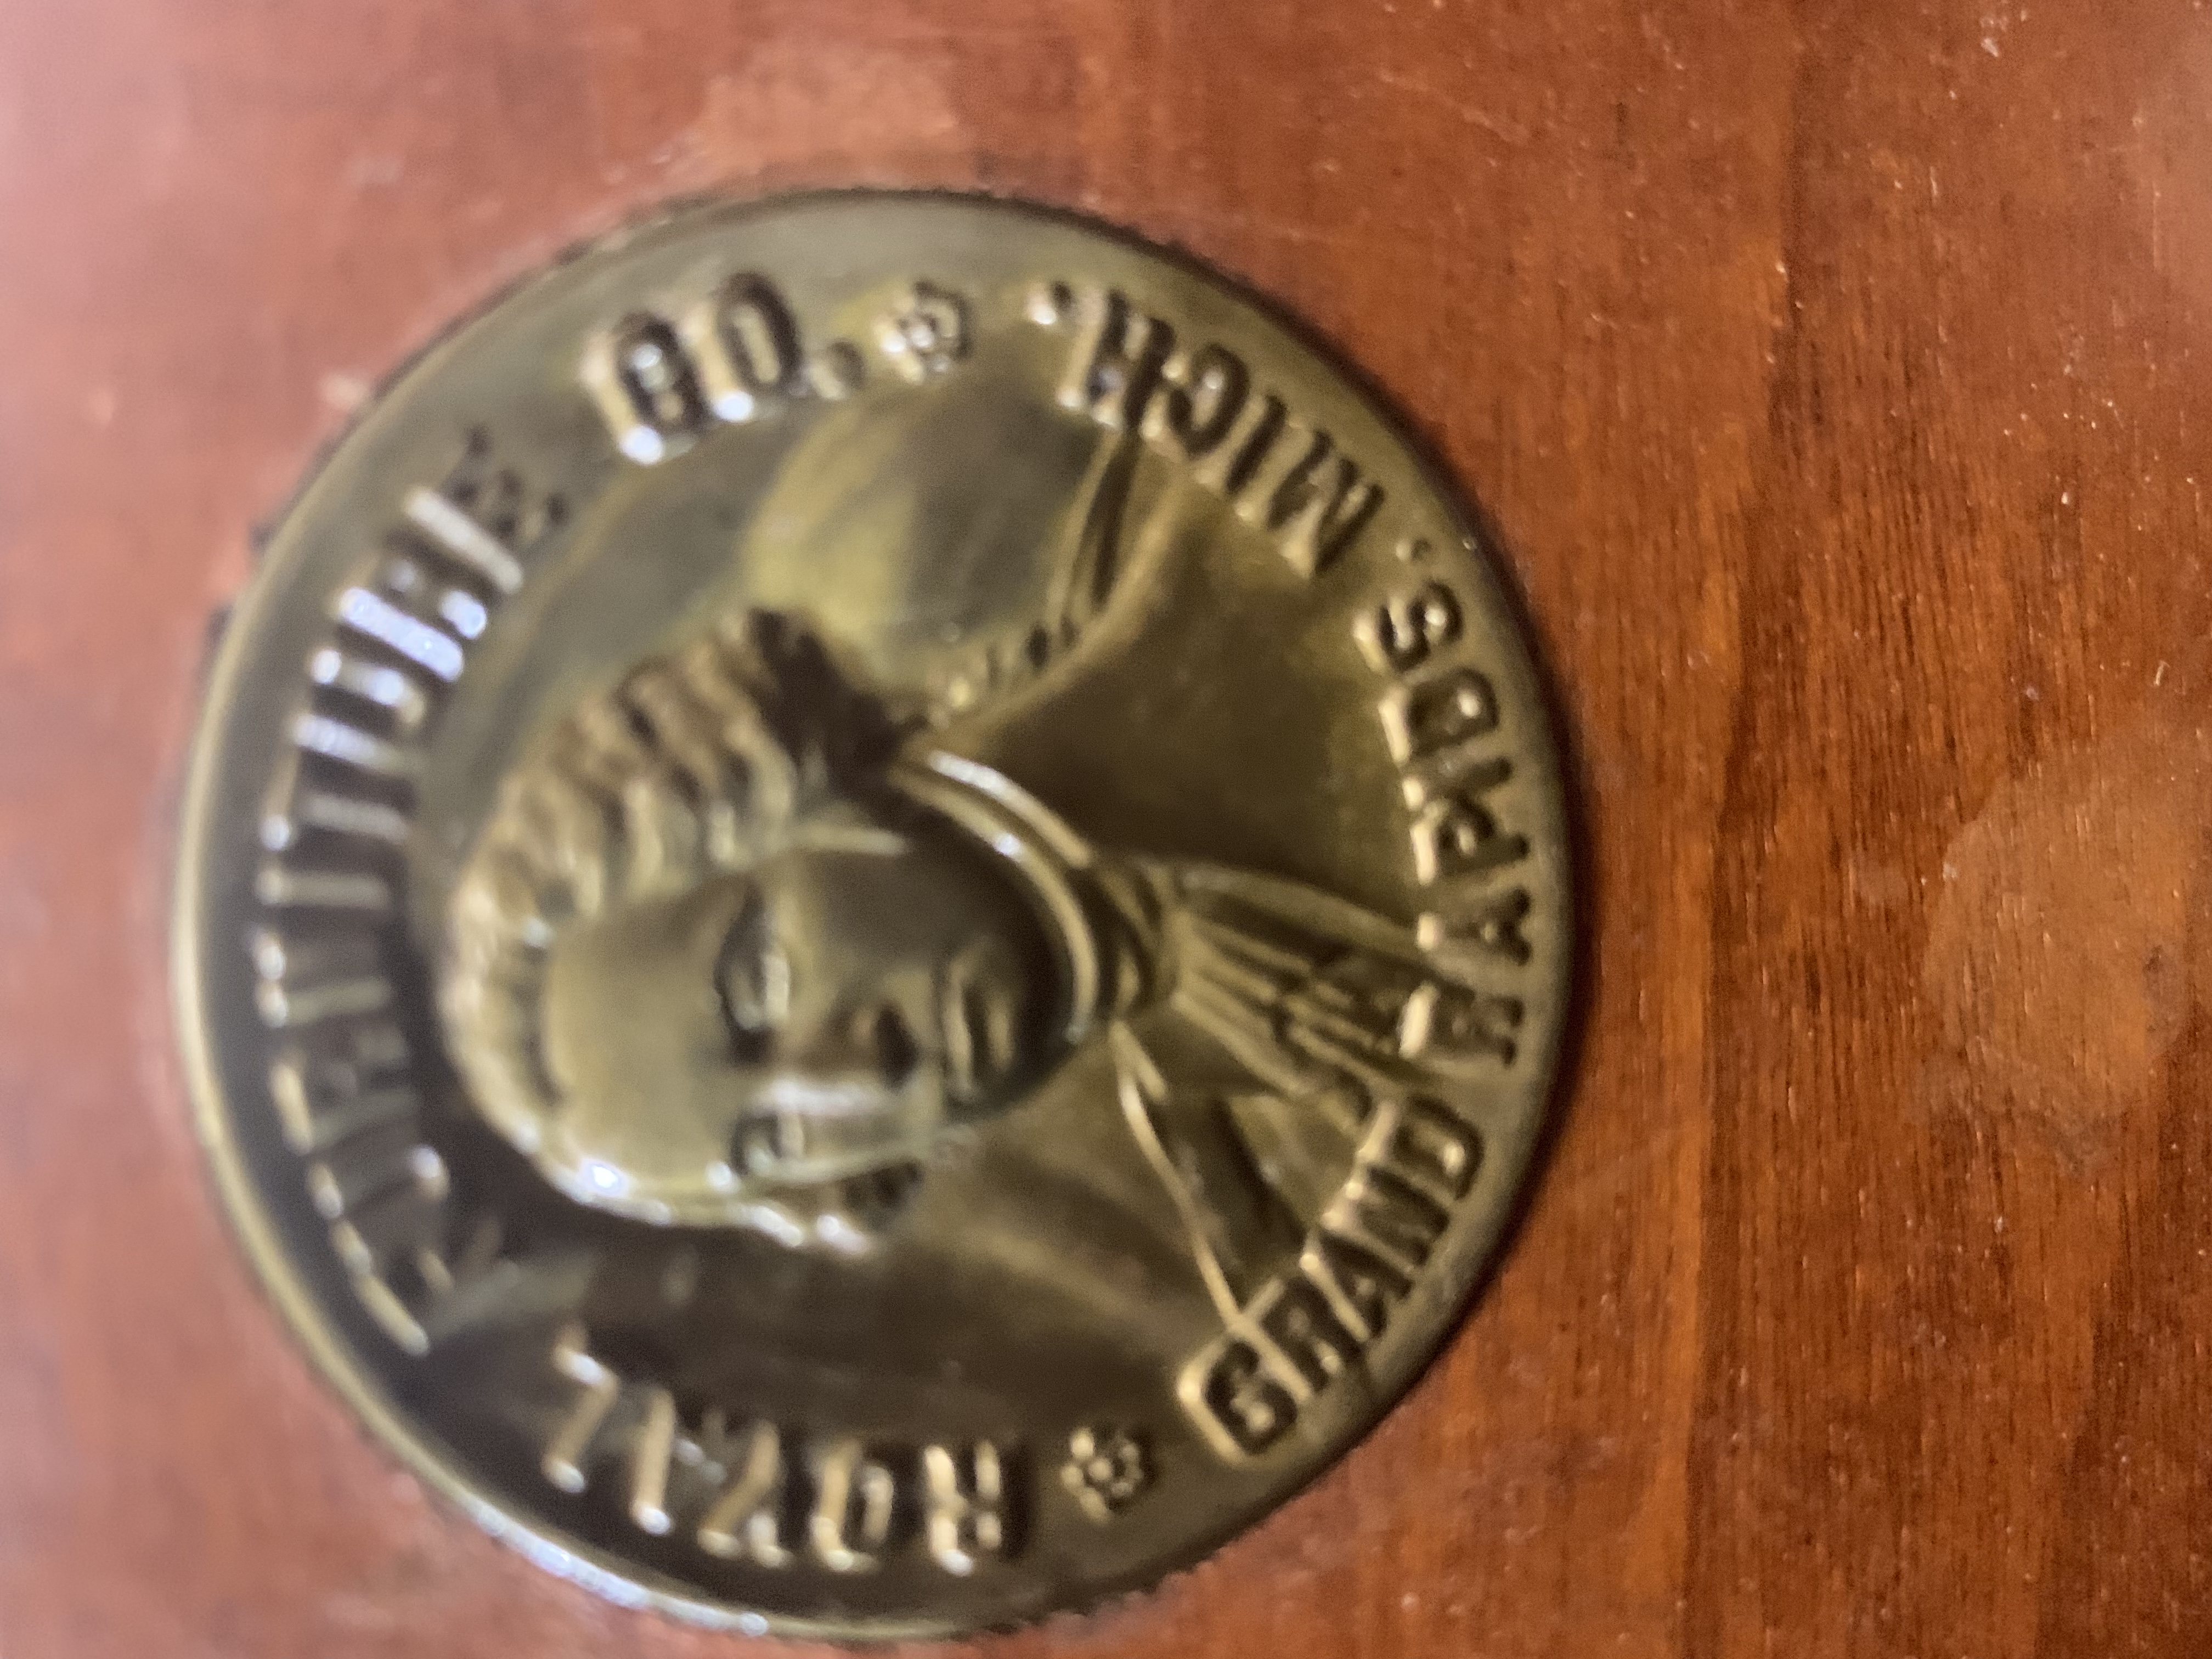 ROYAL FURNITURE CO.
GRAND RAPIDS. MICH.